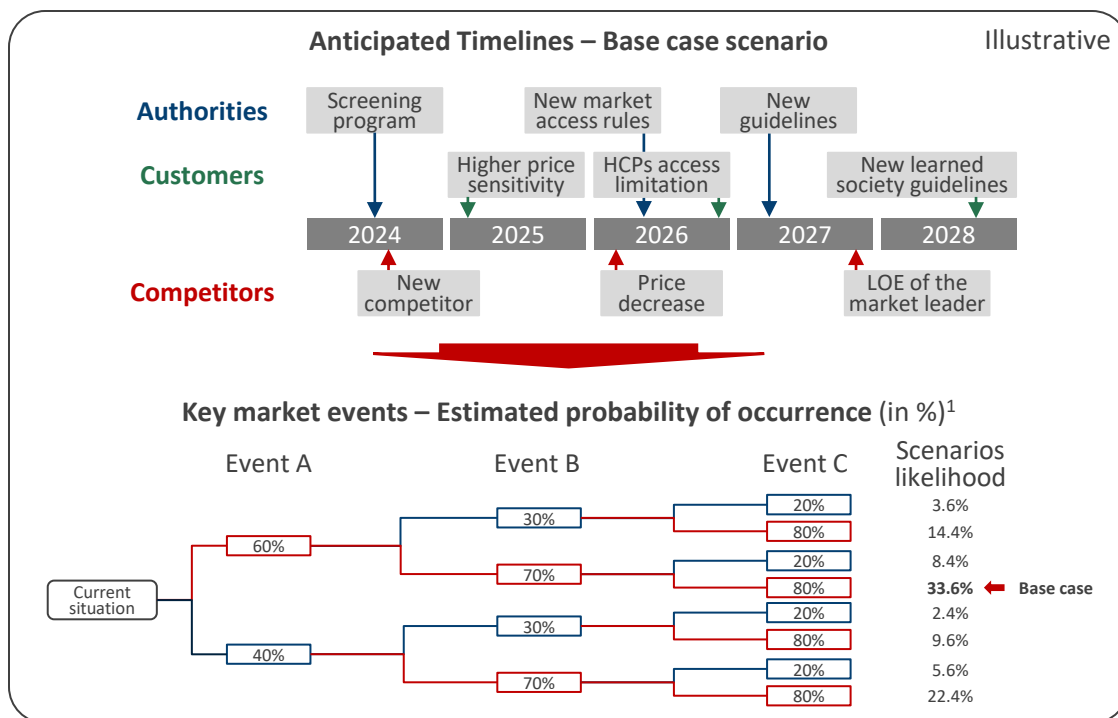 Anticipated Timelines – Base case scenario
Illustrative
Authorities
Screening
program
New market
access rules
New
guidelines
Customers
Higher price
sensitivity
HCPs access
limitation
New learned
society guidelines
2024
2025
2026
2027
2028
Competitors
New
competitor
Price
decrease
LOE of the
market leader
Key market events – Estimated probability of occurrence (in %)1
Event A
Event B
Event C
Scenarios
likelihood
20%
3.6%
30%
80%
14.4%
60%
20%
8.4%
70%
80%
33.6%
Base case
Current
situation
20%
2.4%
30%
80%
9.6%
40%
20%
5.6%
70%
80%
22.4%